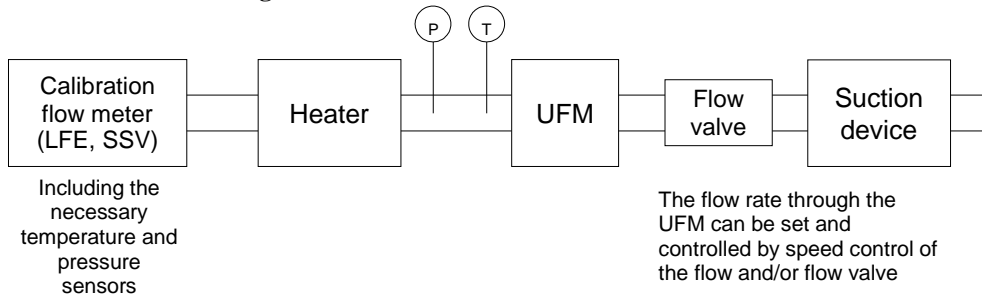 P T
Calibration
flow meter
(LFE, SSV)
Heater
UFM
Flow
valve
Suction
device
Including the
necessary
temperature and
pressure
sensors
The flow rate through the
UFM can be set and
controlled by speed control of
the flow and/or flow valve